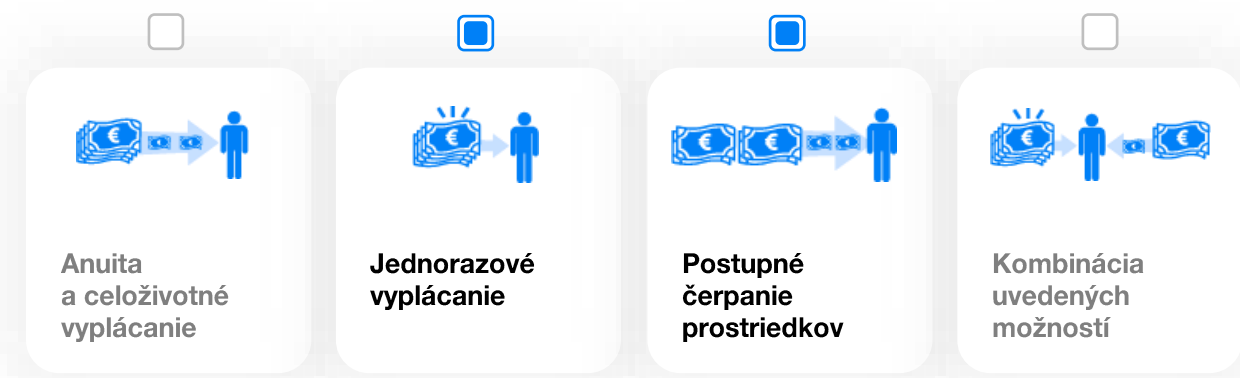 Anuita
a celoživotné
vyplácanie
Jednorazové
vyplácanie
Postupné
čerpanie
prostriedkov
Kombinácia
uvedených
možností